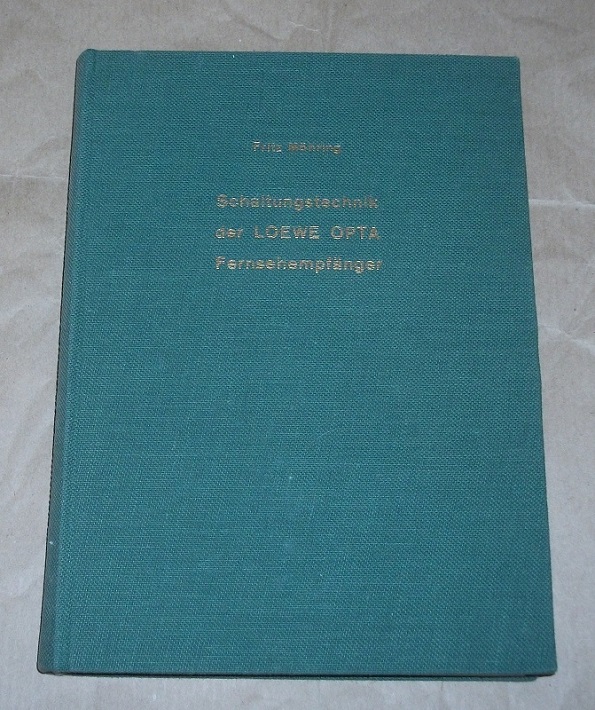 Fritz Möhring
Schaltungstechnik
der LOEWE OPTA
Fernsehempfänger